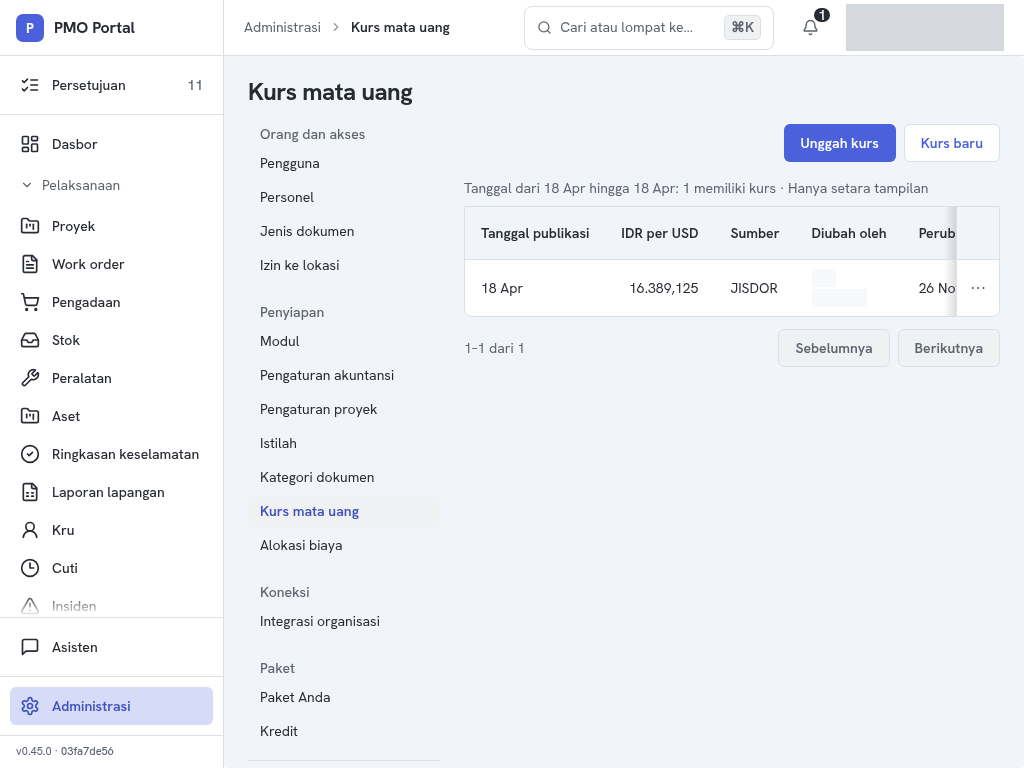 P PMO Portal
Administrasi > Kurs mata uang
Cari atau lompat ke… ⌘K
1
Persetujuan 11
Dasbor
Pelaksanaan
Proyek
Work order
Pengadaan
Stok
Peralatan
Aset
Ringkasan keselamatan
Laporan lapangan
Kru
Cuti
Insiden
Asisten
Administrasi
v0.45.0 · 03fa7de56
Kurs mata uang
Orang dan akses
Pengguna
Personel
Jenis dokumen
Izin ke lokasi
Penyiapan
Modul
Pengaturan akuntansi
Pengaturan proyek
Istilah
Kategori dokumen
Kurs mata uang
Alokasi biaya
Koneksi
Integrasi organisasi
Paket
Paket Anda
Kredit
Unggah kurs Kurs baru
Tanggal dari 18 Apr hingga 18 Apr: 1 memiliki kurs · Hanya setara tampilan
Tanggal publikasi IDR per USD Sumber Diubah oleh Perub
18 Apr 16.389,125 JISDOR 26 No ···
1–1 dari 1 Sebelumnya Berikutnya